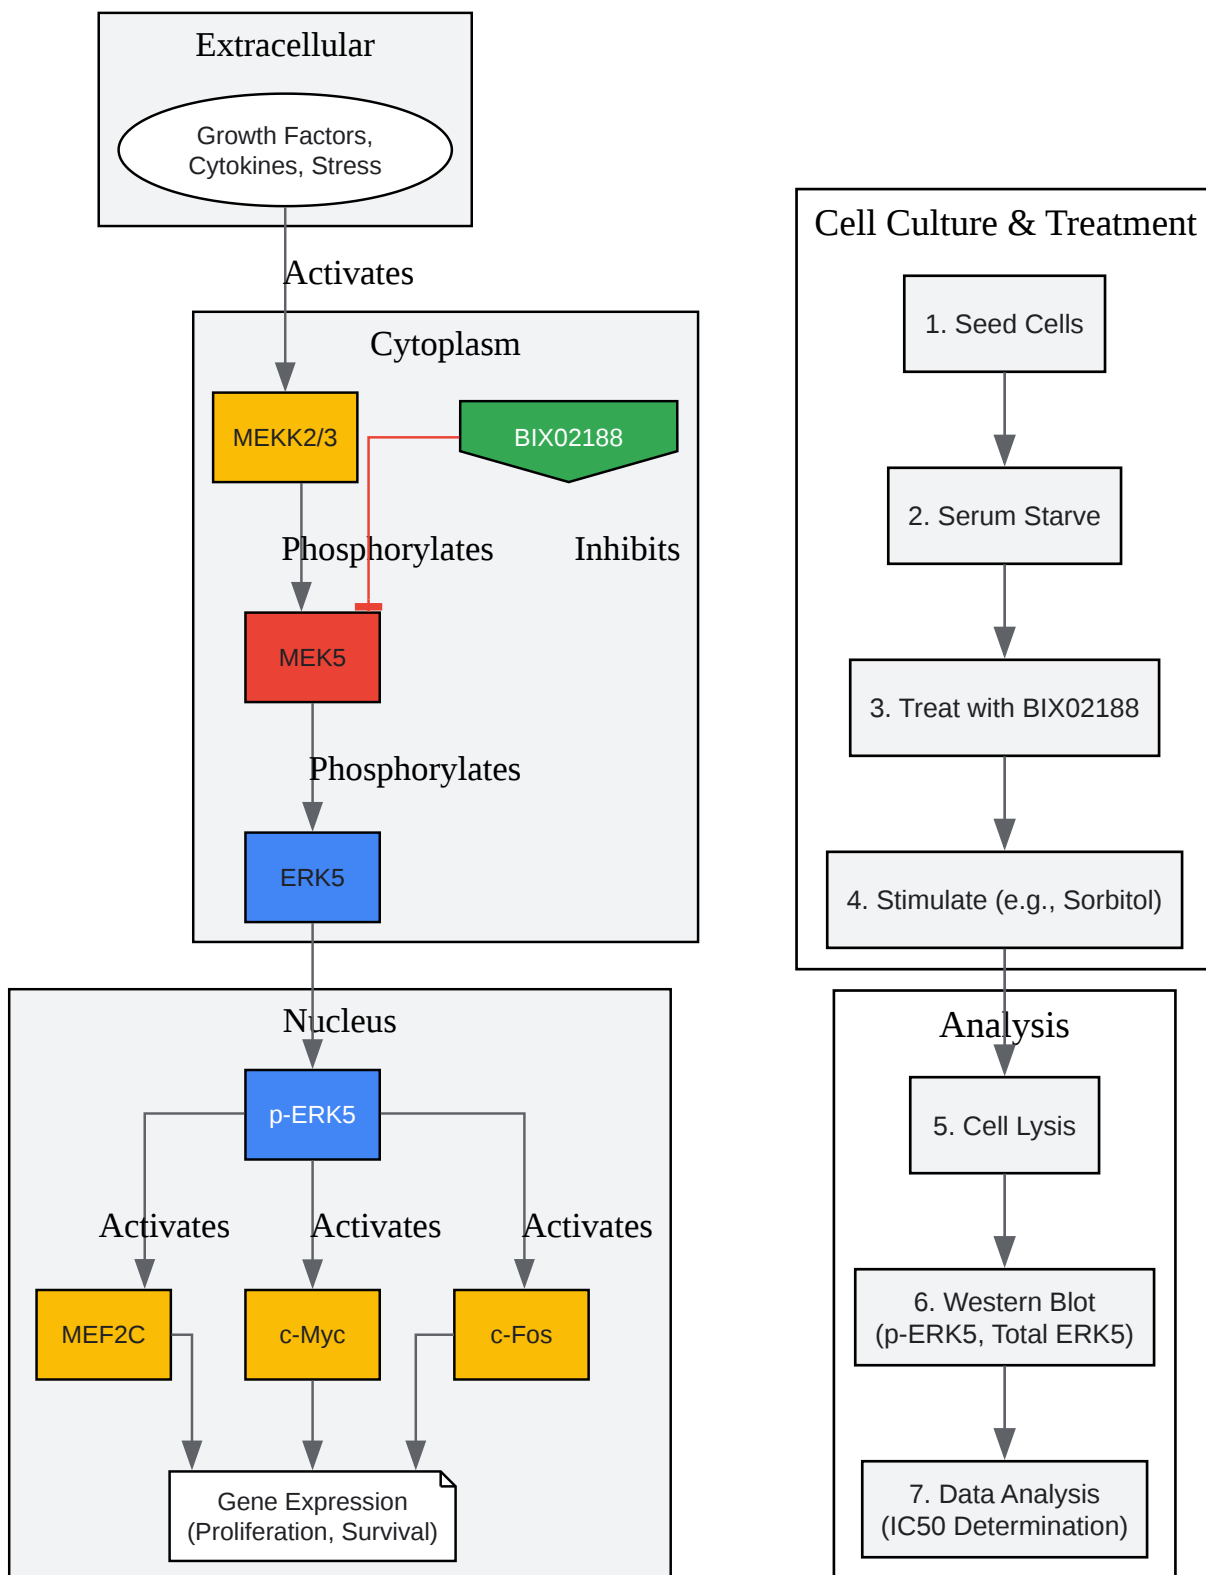 Extracellular
Growth Factors,
Cytokines, Stress
Activates
Cytoplasm
MEKK2/3
BIX02188
Phosphorylates
Inhibits
MEK5
Phosphorylates
ERK5
Nucleus
p-ERK5
Activates
Activates
Activates
MEF2C
c-Myc
c-Fos
Gene Expression
(Proliferation, Survival)
Cell Culture & Treatment
1. Seed Cells
2. Serum Starve
3. Treat with BIX02188
4. Stimulate (e.g., Sorbitol)
Analysis
5. Cell Lysis
6. Western Blot
(p-ERK5, Total ERK5)
7. Data Analysis
(IC50 Determination)